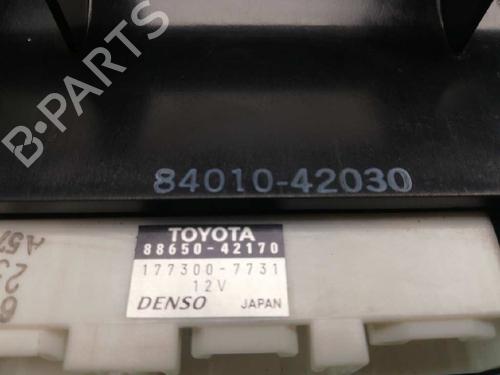 84010-42030
TOYOTA
88650-42170
177300-7731
12V
DENSO JAPAN
B-PARTS